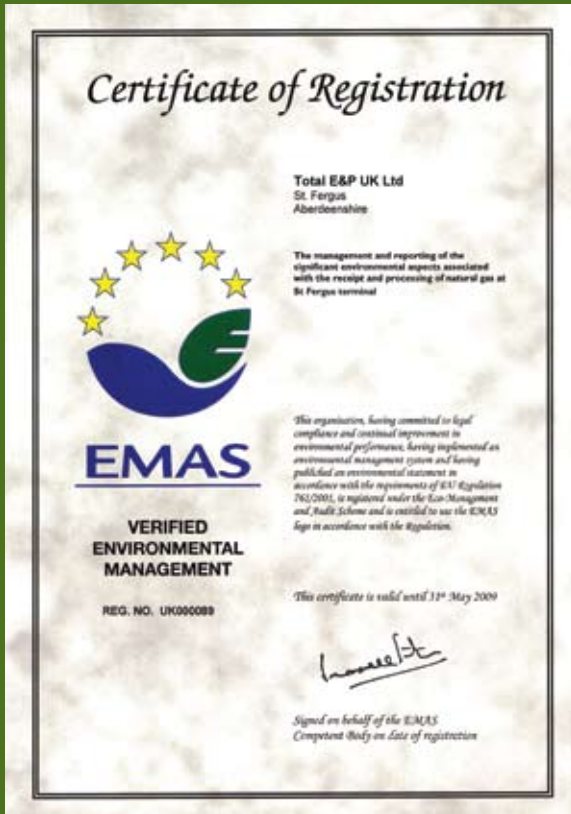 Certificate of Registration
Total E&P UK Ltd
St. Fergus
Aberdeenshire
The management and reporting of the
significant environmental aspects associated
with the receipt and processing of natural gas at
St Fergus terminal
This organisation, having committed to legal
compliance and continual improvement in
environmental performance, having implemented an
environmental management system and having
published an environmental statement in
accordance with the requirements of EU Regulation
761/2001, is registered under the Eco-Management
and Audit Scheme and is entitled to use the EMAS
logo in accordance with the Regulation.
EMAS
VERIFIED
ENVIRONMENTAL
MANAGEMENT
REG. NO. UK000089
This certificate is valid until 31st May 2009
Signed on behalf of the EMAS
Competent Body on date of registration